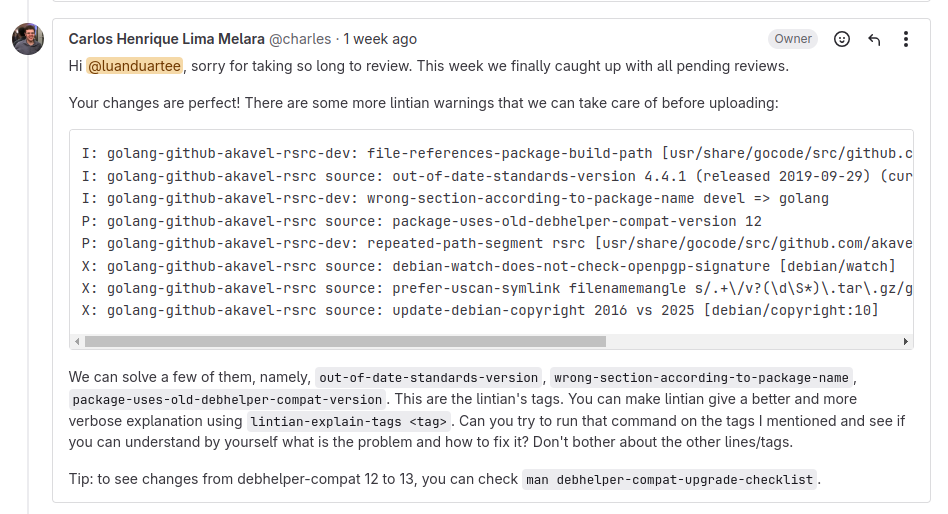 Carlos Henrique Lima Melara @charles · 1 week ago
Owner
Hi @luanduartee, sorry for taking so long to review. This week we finally caught up with all pending reviews.
Your changes are perfect! There are some more lintian warnings that we can take care of before uploading:
I: golang-github-akavel-rsrc-dev: file-references-package-build-path [usr/share/gocode/src/github.c
I: golang-github-akavel-rsrc source: out-of-date-standards-version 4.4.1 (released 2019-09-29) (cur
I: golang-github-akavel-rsrc-dev: wrong-section-according-to-package-name devel => golang
P: golang-github-akavel-rsrc source: package-uses-old-debhelper-compat-version 12
P: golang-github-akavel-rsrc-dev: repeated-path-segment rsrc [usr/share/gocode/src/github.com/akave
X: golang-github-akavel-rsrc source: debian-watch-does-not-check-openpgp-signature [debian/watch]
X: golang-github-akavel-rsrc source: prefer-uscan-symlink filenamemangle s/.+\/v?(\d\S*)\.tar\.gz/g
X: golang-github-akavel-rsrc source: update-debian-copyright 2016 vs 2025 [debian/copyright:10]
We can solve a few of them, namely, out-of-date-standards-version, wrong-section-according-to-package-name,
package-uses-old-debhelper-compat-version. This are the lintian's tags. You can make lintian give a better and more
verbose explanation using lintian-explain-tags <tag>. Can you try to run that command on the tags I mentioned and see if
you can understand by yourself what is the problem and how to fix it? Don't bother about the other lines/tags.
Tip: to see changes from debhelper-compat 12 to 13, you can check man debhelper-compat-upgrade-checklist.